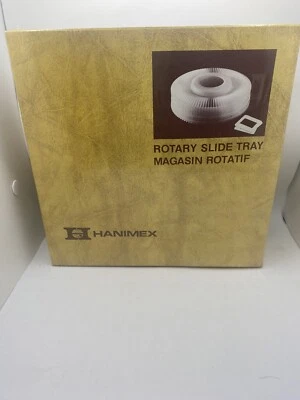 ROTARY SLIDE TRAY
MAGASIN ROTATIF
HANIMEX